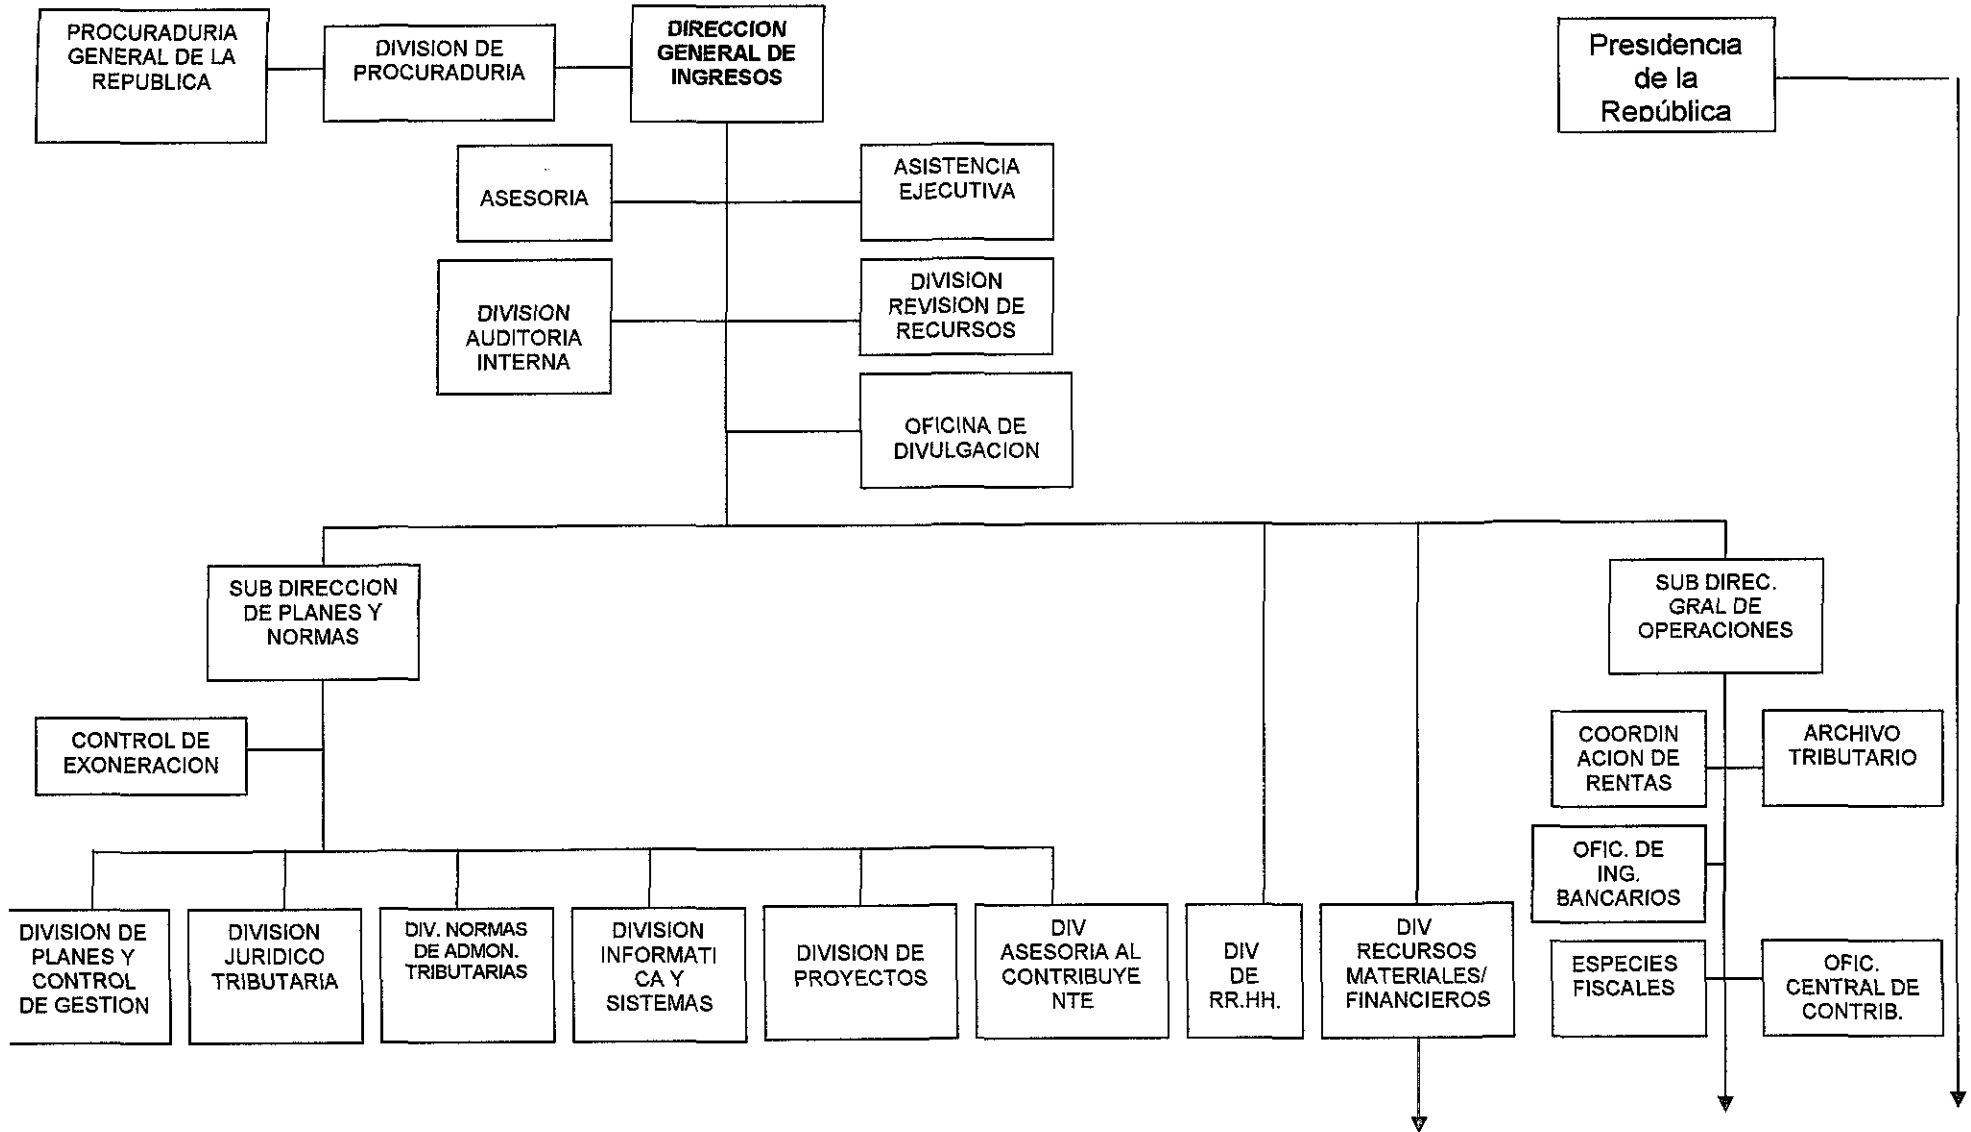 PROCURADURIA
GENERAL DE LA
REPUBLICA
DIVISION DE
PROCURADURIA
DIRECCION
GENERAL DE
INGRESOS
Presidencia
de la
República
ASESORIA
ASISTENCIA
EJECUTIVA
DIVISION
AUDITORIA
INTERNA
DIVISION
REVISION DE
RECURSOS
OFICINA DE
DIVULGACION
SUB DIRECCION
DE PLANES Y
NORMAS
SUB DIREC.
GRAL DE
OPERACIONES
CONTROL DE
EXONERACION
COORDIN
ACION DE
RENTAS
ARCHIVO
TRIBUTARIO
OFIC. DE
ING.
BANCARIOS
DIVISION DE
PLANES Y
CONTROL
DE GESTION
DIVISION
JURIDICO
TRIBUTARIA
DIV. NORMAS
DE ADMON.
TRIBUTARIAS
DIVISION
INFORMATI
CA Y
SISTEMAS
DIVISION DE
PROYECTOS
DIV
ASESORIA AL
CONTRIBUYE
NTE
DIV
DE
RR.HH.
DIV
RECURSOS
MATERIALES/
FINANCIEROS
ESPECIES
FISCALES
OFIC.
CENTRAL DE
CONTRIB.